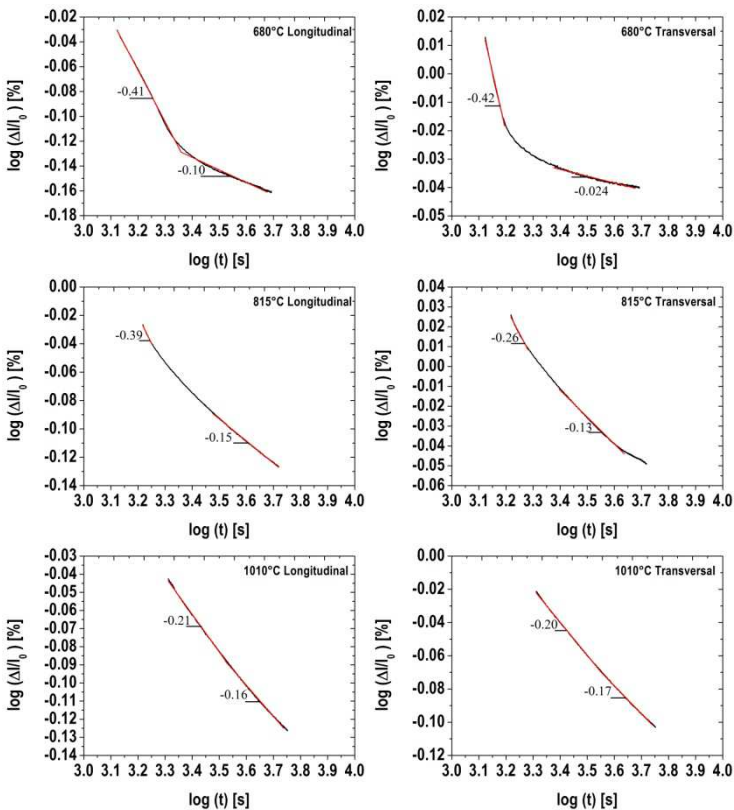 680°C Longitudinal
log (Δl/l0) [%]
-0.02
-0.04
-0.06
-0.08
-0.10
-0.12
-0.14
-0.16
-0.18
-0.41
-0.10
3.0 3.1 3.2 3.3 3.4 3.5 3.6 3.7 3.8 3.9 4.0
log (t) [s]
680°C Transversal
log (Δl/l0) [%]
0.02
0.01
0.00
-0.01
-0.02
-0.03
-0.04
-0.05
-0.42
-0.024
3.0 3.1 3.2 3.3 3.4 3.5 3.6 3.7 3.8 3.9 4.0
log (t) [s]
815°C Longitudinal
log (Δl/l0) [%]
0.00
-0.02
-0.04
-0.06
-0.08
-0.10
-0.12
-0.14
-0.39
-0.15
3.0 3.1 3.2 3.3 3.4 3.5 3.6 3.7 3.8 3.9 4.0
log (t) [s]
815°C Transversal
log (Δl/l0) [%]
0.04
0.03
0.02
0.01
0.00
-0.01
-0.02
-0.03
-0.04
-0.05
-0.06
-0.26
-0.13
3.0 3.1 3.2 3.3 3.4 3.5 3.6 3.7 3.8 3.9 4.0
log (t) [s]
1010°C Longitudinal
log (Δl/l0) [%]
-0.03
-0.04
-0.05
-0.06
-0.07
-0.08
-0.09
-0.10
-0.11
-0.12
-0.13
-0.14
-0.21
-0.16
3.0 3.1 3.2 3.3 3.4 3.5 3.6 3.7 3.8 3.9 4.0
log (t) [s]
1010°C Transversal
log (Δl/l0) [%]
0.00
-0.02
-0.04
-0.06
-0.08
-0.10
-0.12
-0.20
-0.17
3.0 3.1 3.2 3.3 3.4 3.5 3.6 3.7 3.8 3.9 4.0
log (t) [s]